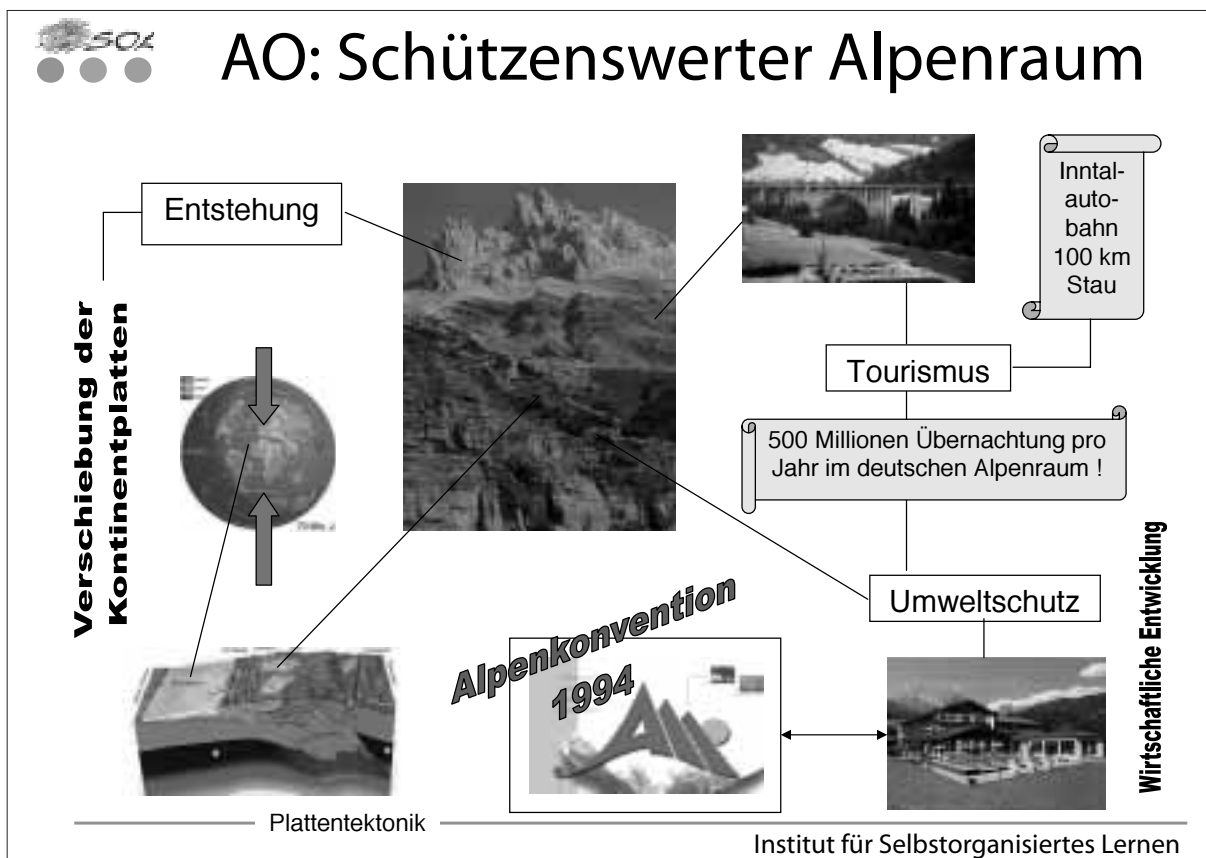 SOL
AO: Schützenswerter Alpenraum
Entstehung
Inntal-
auto-
bahn
100 km
Stau
Verschiebung der
Kontinentplatten
Tourismus
500 Millionen Übernachtung pro
Jahr im deutschen Alpenraum !
Umweltschutz
Wirtschaftliche Entwicklung
Alpenkonvention
1994
Plattentektonik
Institut für Selbstorganisiertes Lernen